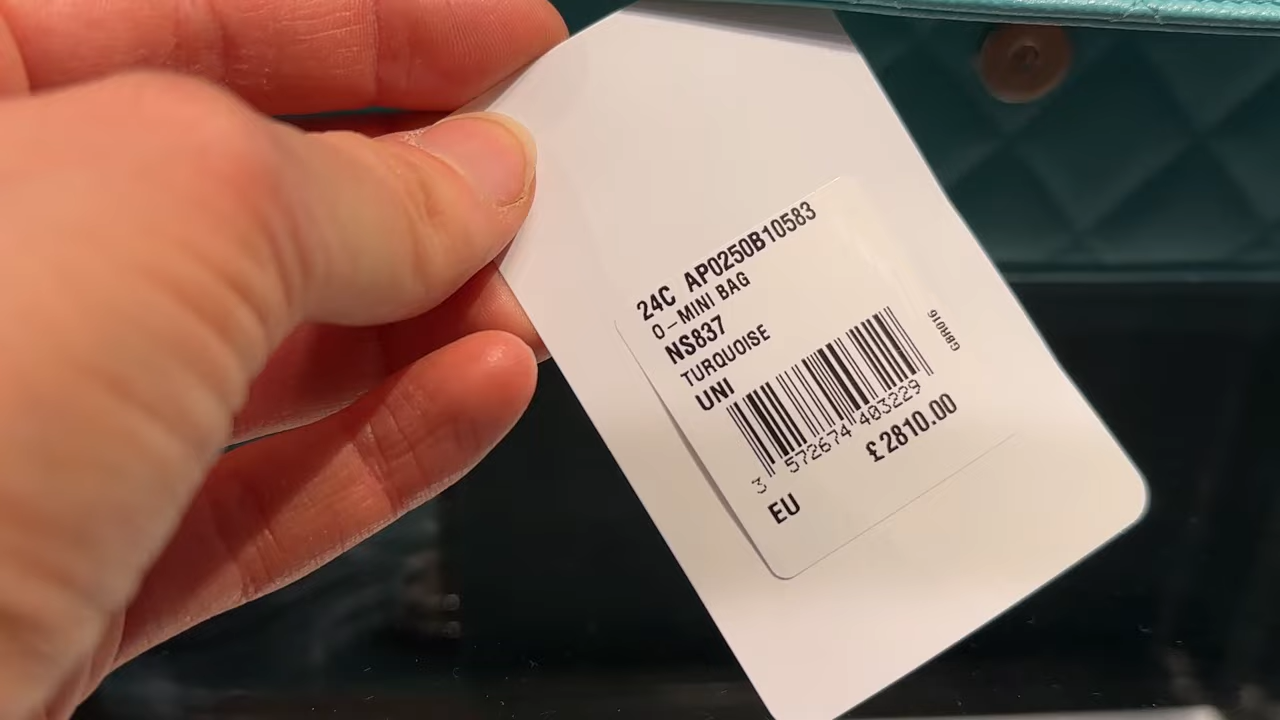 24C AP0250B10583
O-MINI BAG
NS837
TURQUOISE
UNI
GBR016
3 572674 403229
£2810.00
EU